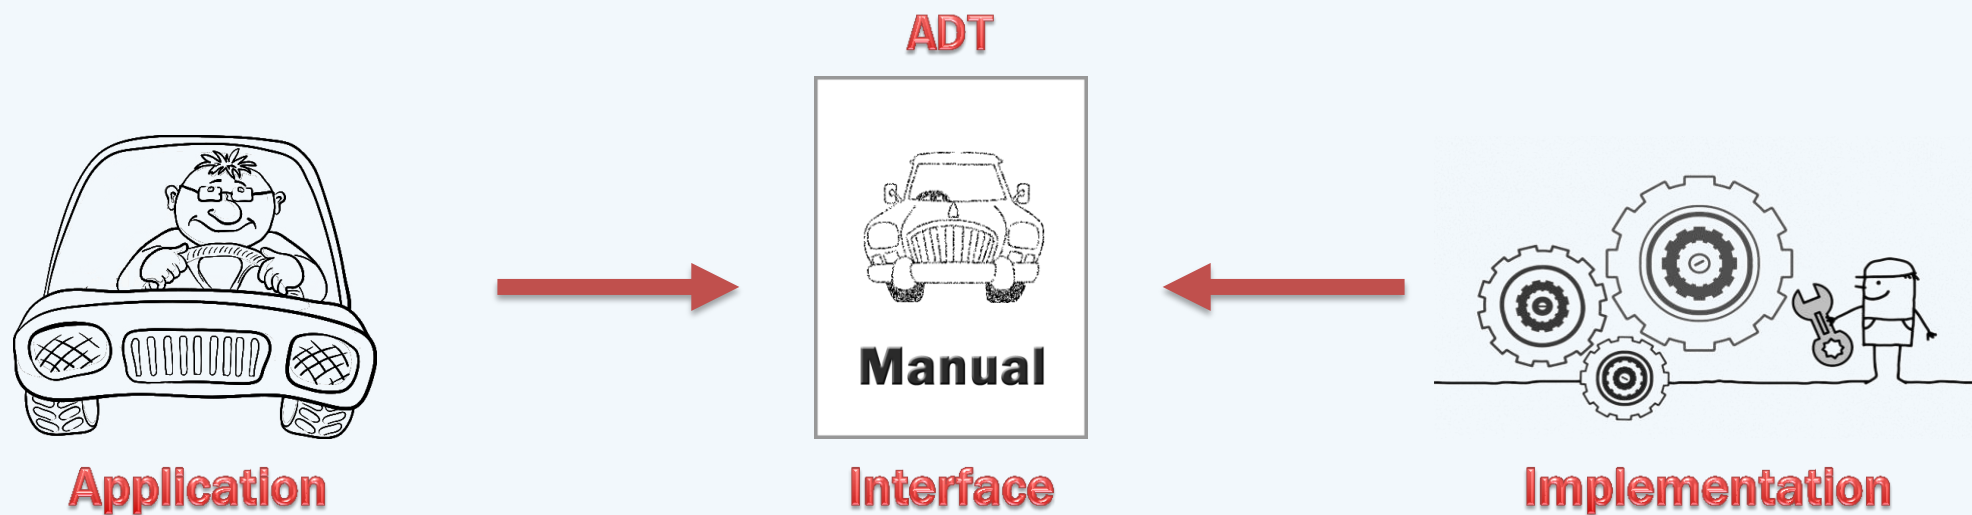 ADT
Manual
Application
Interface
Implementation